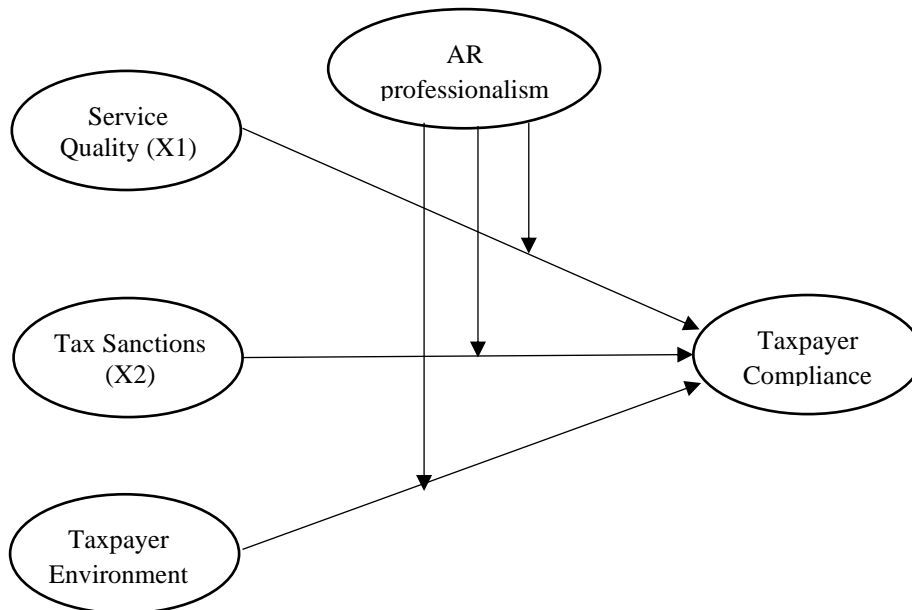 AR
professionalism
Service
Quality (X1)
Tax Sanctions
(X2)
Taxpayer
Compliance
Taxpayer
Environment